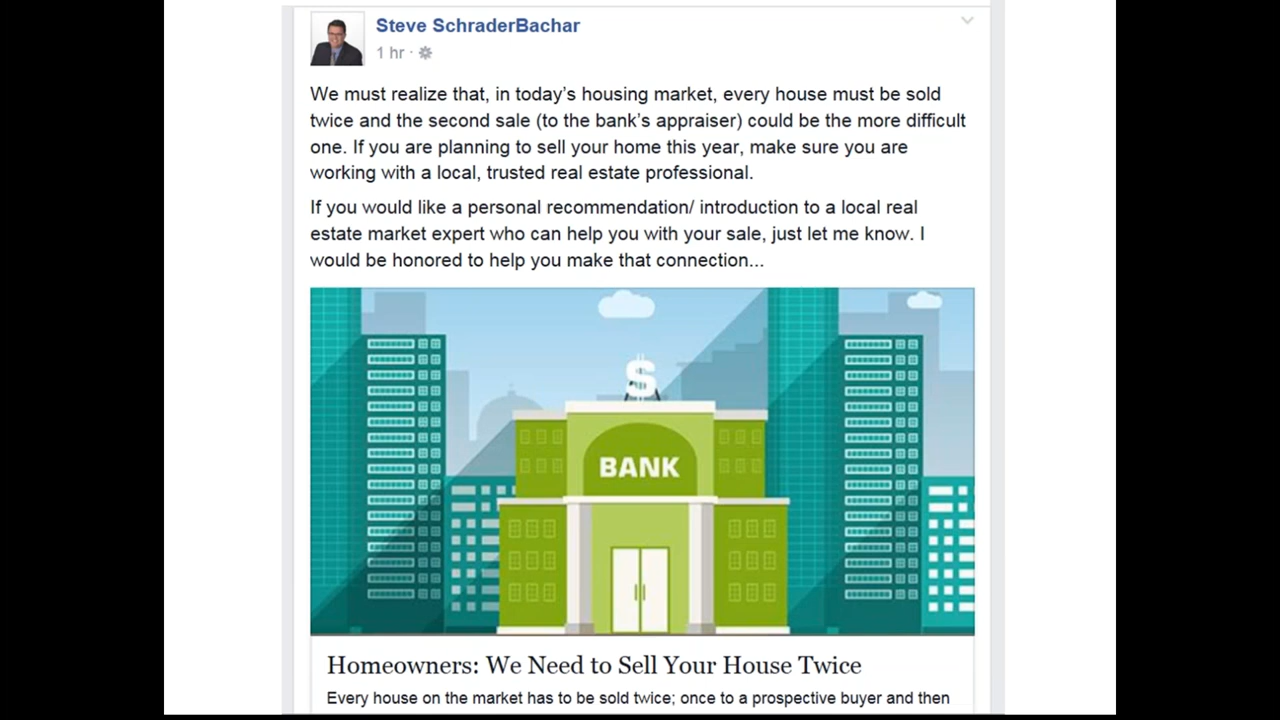 Steve SchraderBachar
1 hr ·
We must realize that, in today’s housing market, every house must be sold
twice and the second sale (to the bank’s appraiser) could be the more difficult
one. If you are planning to sell your home this year, make sure you are
working with a local, trusted real estate professional.
If you would like a personal recommendation/ introduction to a local real
estate market expert who can help you with your sale, just let me know. I
would be honored to help you make that connection...
$
BANK
Homeowners: We Need to Sell Your House Twice
Every house on the market has to be sold twice; once to a prospective buyer and then